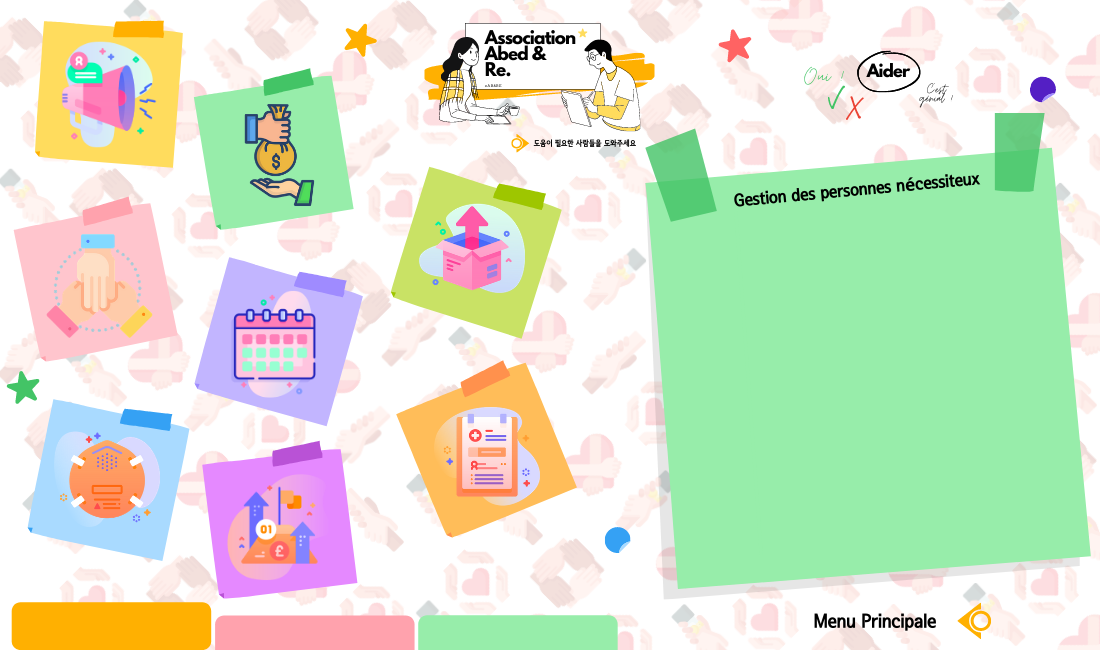 Association
Abed &
Re.
도움이 필요한 사람들을 도와주세요
Oui !
Aider
C'est
génial !
Gestion des personnes nécessiteux
01
£
$
Menu Principale